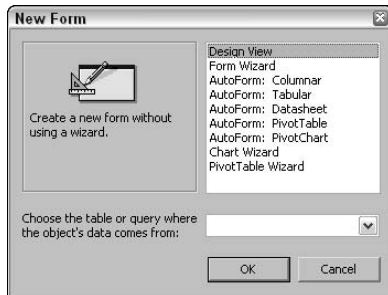 New Form
Create a new form without
using a wizard.
Design View
Form Wizard
AutoForm: Columnar
AutoForm: Tabular
AutoForm: Datasheet
AutoForm: PivotTable
AutoForm: PivotChart
Chart Wizard
PivotTable Wizard
Choose the table or query where
the object's data comes from:
OK
Cancel